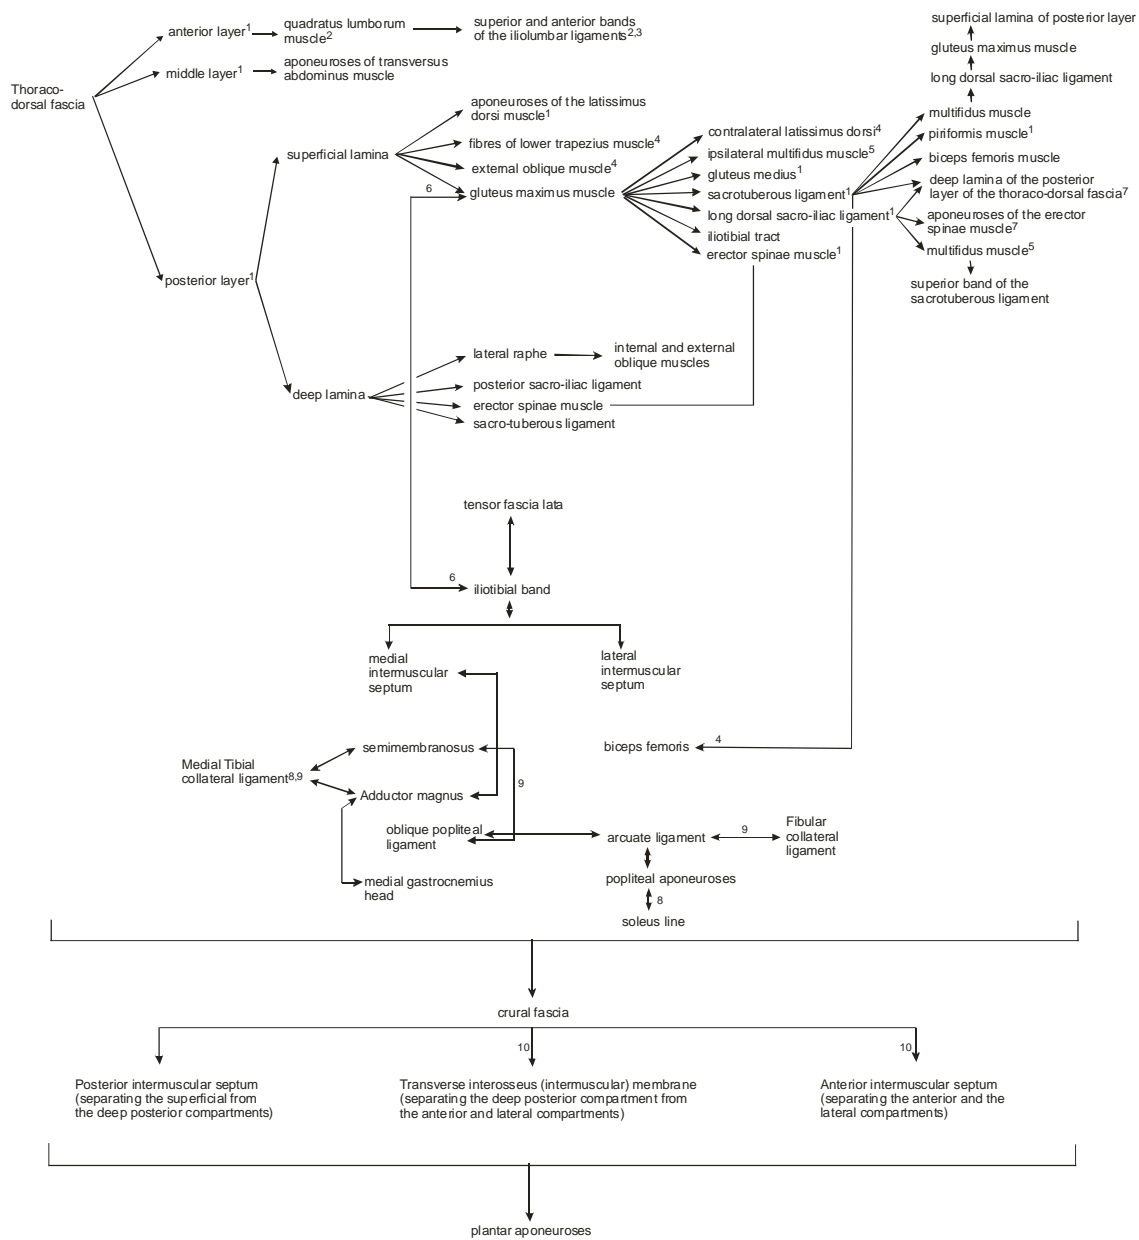 superficial lamina of posterior layer
gluteus maximus muscle
long dorsal sacro-iliac ligament
multifidus muscle
piriformis muscle1
biceps femoris muscle
deep lamina of the posterior
layer of the thoraco-dorsal fascia7
aponeuroses of the erector
spinae muscle7
multifidus muscle5
superior band of the
sacrotuberous ligament
anterior layer1
quadratus lumborum
muscle2
superior and anterior bands
of the iliolumbar ligaments2,3
middle layer1
aponeuroses of transversus
abdominus muscle
Thoraco-
dorsal fascia
superficial lamina
aponeuroses of the latissimus
dorsi muscle1
fibres of lower trapezius muscle4
external oblique muscle4
6
gluteus maximus muscle
contralateral latissimus dorsi4
ipsilateral multifidus muscle5
gluteus medius1
sacrotuberous ligament1
long dorsal sacro-iliac ligament1
iliotibial tract
erector spinae muscle1
posterior layer1
deep lamina
lateral raphe
internal and external
oblique muscles
posterior sacro-iliac ligament
erector spinae muscle
sacro-tuberous ligament
tensor fascia lata
6
iliotibial band
medial
intermuscular
septum
lateral
intermuscular
septum
semimembranosus
biceps femoris
4
Medial Tibial
collateral ligament8,9
9
Adductor magnus
oblique popliteal
ligament
arcuate ligament
9
Fibular
collateral
ligament
medial gastrocnemius
head
popliteal aponeuroses
8
soleus line
crural fascia
10
10
Posterior intermuscular septum
(separating the superficial from
the deep posterior compartments)
Transverse interosseus (intermuscular) membrane
(separating the deep posterior compartment from
the anterior and lateral compartments)
Anterior intermuscular septum
(separating the anterior and the
lateral compartments)
plantar aponeuroses